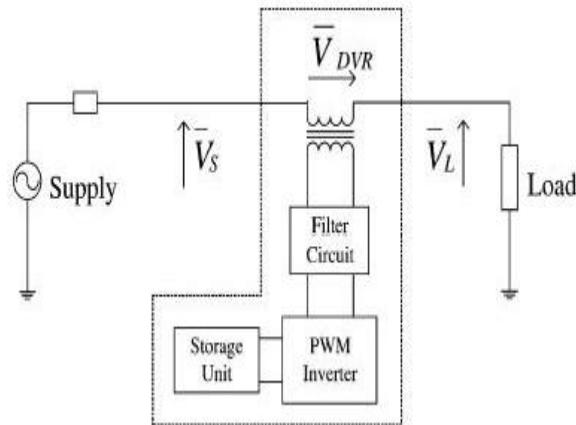 V̅ DVR
V̅S
V̅L
Supply
Load
Filter
Circuit
Storage
Unit
PWM
Inverter